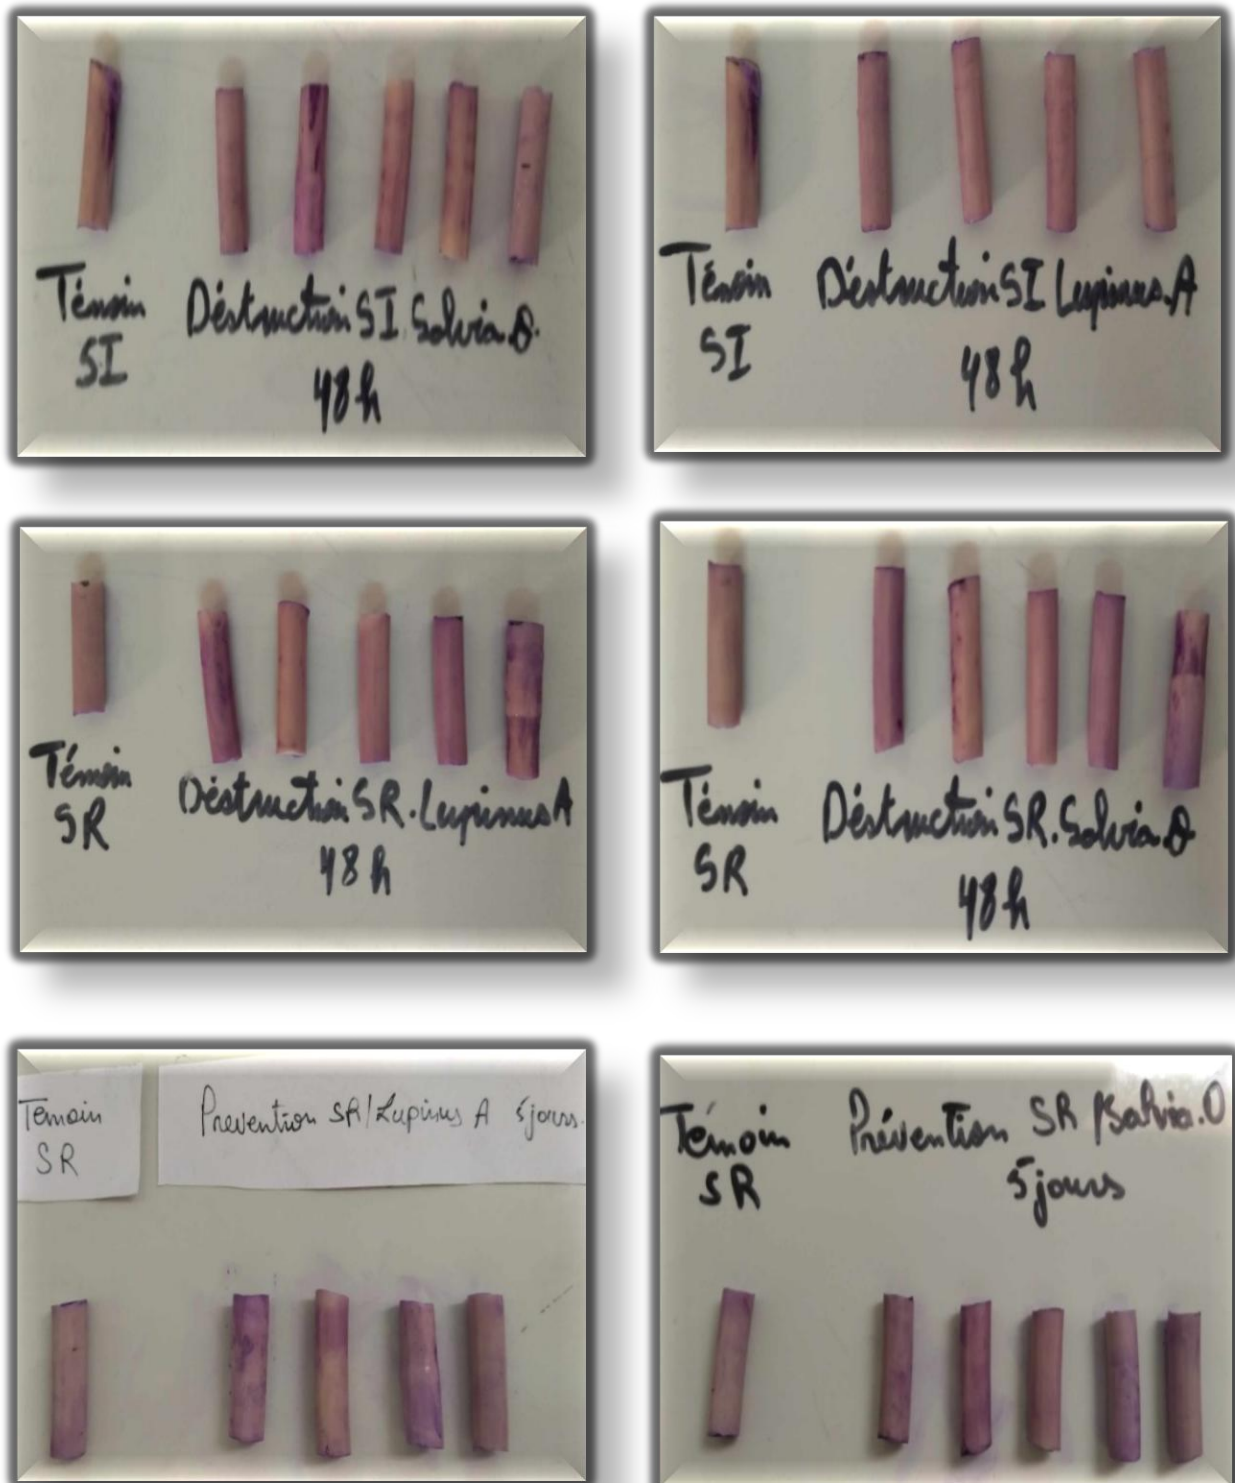 Témoin
SI
Déstruction SI Salvia.O.
48h
Témoin
SI
Déstruction SI Lupinus.A
48h
Témoin
SR
Déstruction SR.Lupinus A
48h
Témoin
SR
Déstruction SR.Salvia.O
48h
Temoin
SR
Prevention SR/Lupinus A 5jours.
Témoin
SR
Prévention SR/Salvia.O
5jours